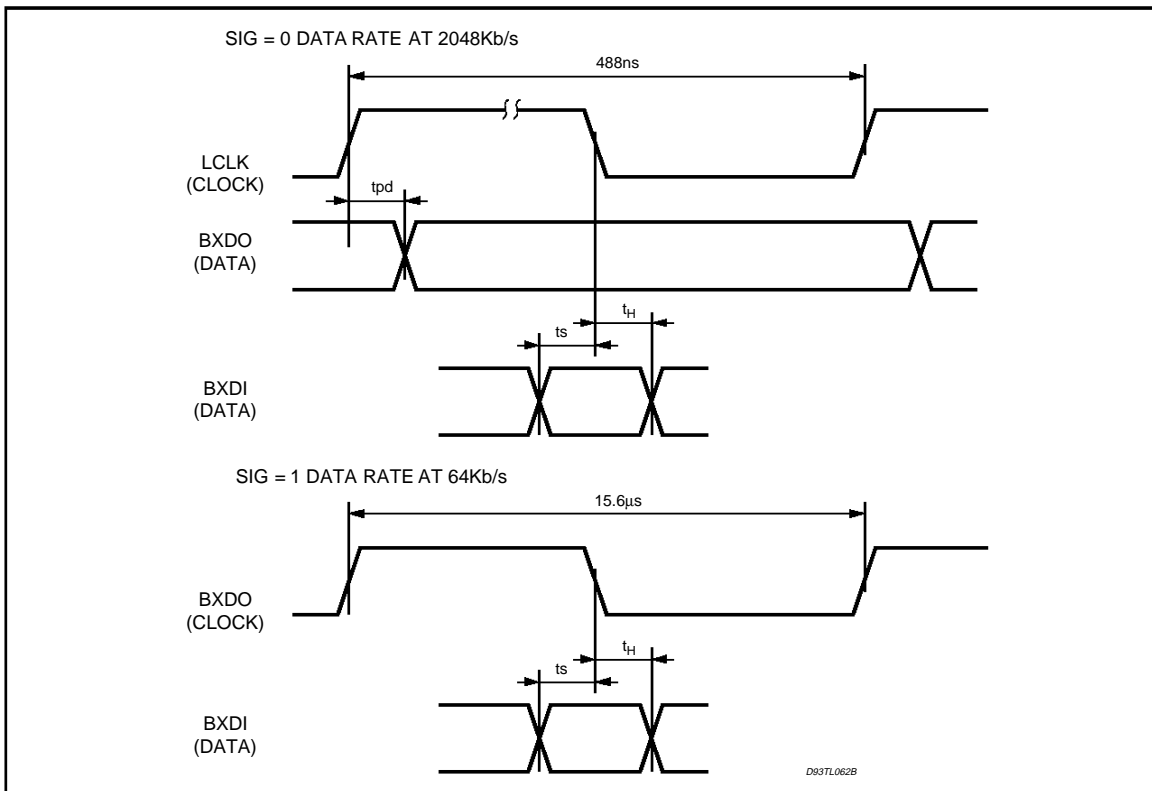 SIG = 0 DATA RATE AT 2048Kb/s
488ns
LCLK
(CLOCK)
tpd
BXDO
(DATA)
tH
ts
BXDI
(DATA)
SIG = 1 DATA RATE AT 64Kb/s
15.6µs
BXDO
(CLOCK)
tH
ts
BXDI
(DATA)
D93TL062B